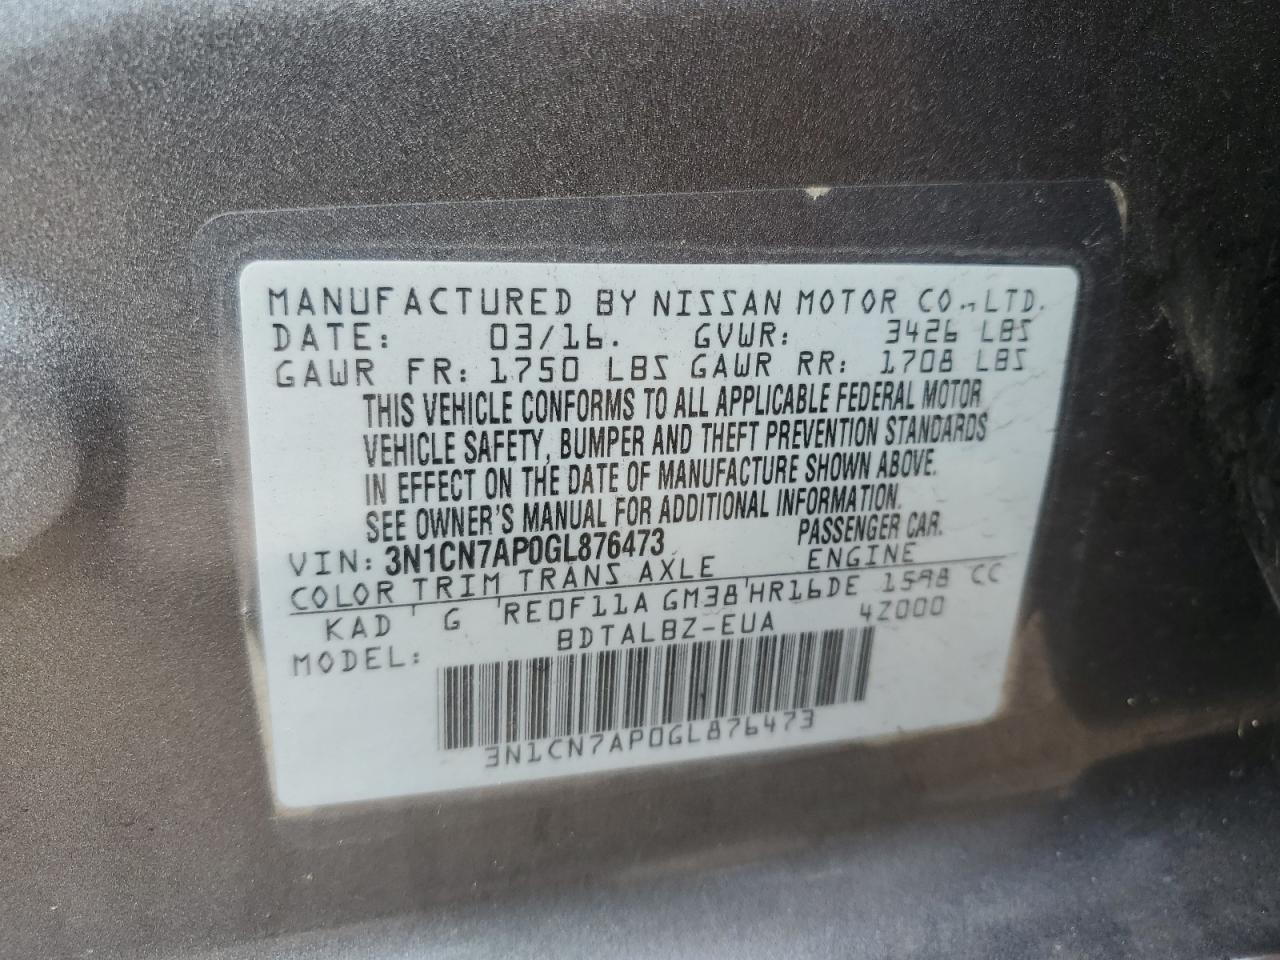 MANUFACTURED BY NISSAN MOTOR CO., LTD.
DATE: 03/16. GVWR: 3426 LBS
GAWR FR: 1750 LBS GAWR RR: 1708 LBS
THIS VEHICLE CONFORMS TO ALL APPLICABLE FEDERAL MOTOR
VEHICLE SAFETY, BUMPER AND THEFT PREVENTION STANDARDS
IN EFFECT ON THE DATE OF MANUFACTURE SHOWN ABOVE.
SEE OWNER'S MANUAL FOR ADDITIONAL INFORMATION.
VIN: 3N1CN7AP0GL876473 PASSENGER CAR.
COLOR TRIM TRANS AXLE ENGINE
KAD G RE0F11A GM38 HR16DE 1598 CC
MODEL: BDTALBZ-EUA 4Z000
3N1CN7AP0GL876473